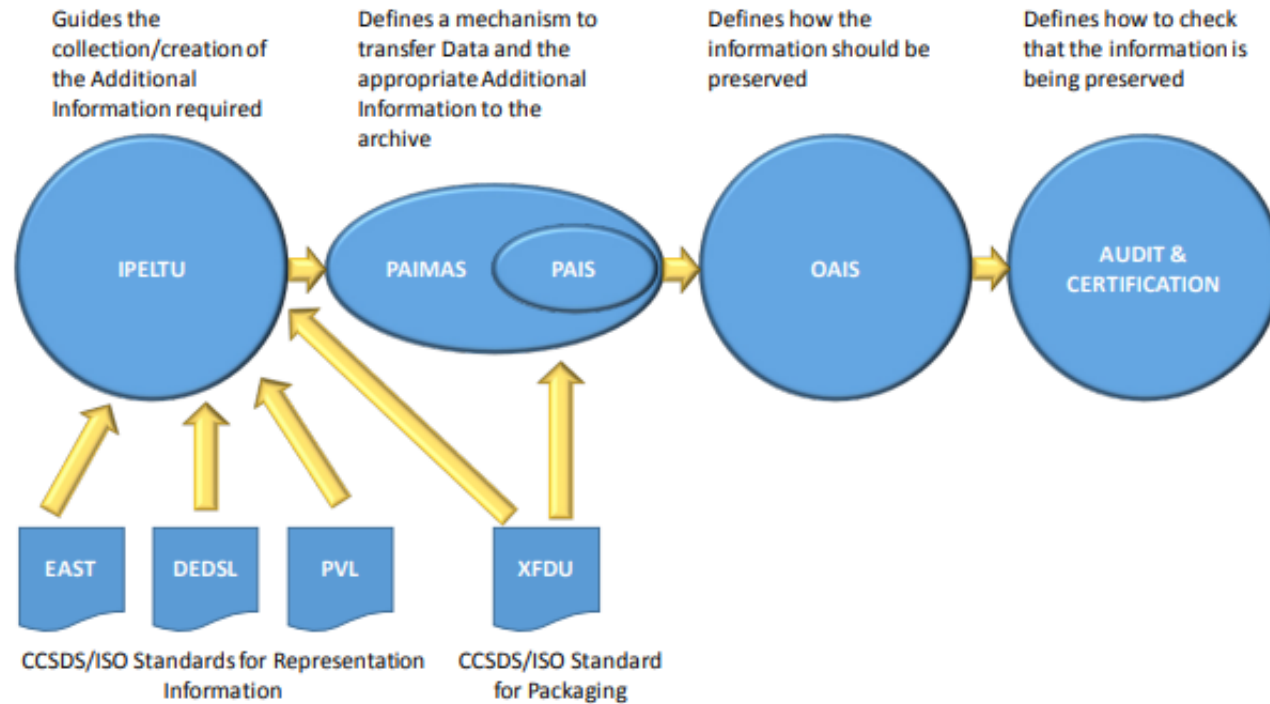 Guides the
collection/creation of
the Additional
Information required
Defines a mechanism to
transfer Data and the
appropriate Additional
Information to the
archive
Defines how the
information should be
preserved
Defines how to check
that the information is
being preserved
IPELTU
PAIMAS
PAIS
OAIS
AUDIT &
CERTIFICATION
EAST
DEDSL
PVL
XFDU
CCSDS/ISO Standards for Representation
Information
CCSDS/ISO Standard
for Packaging